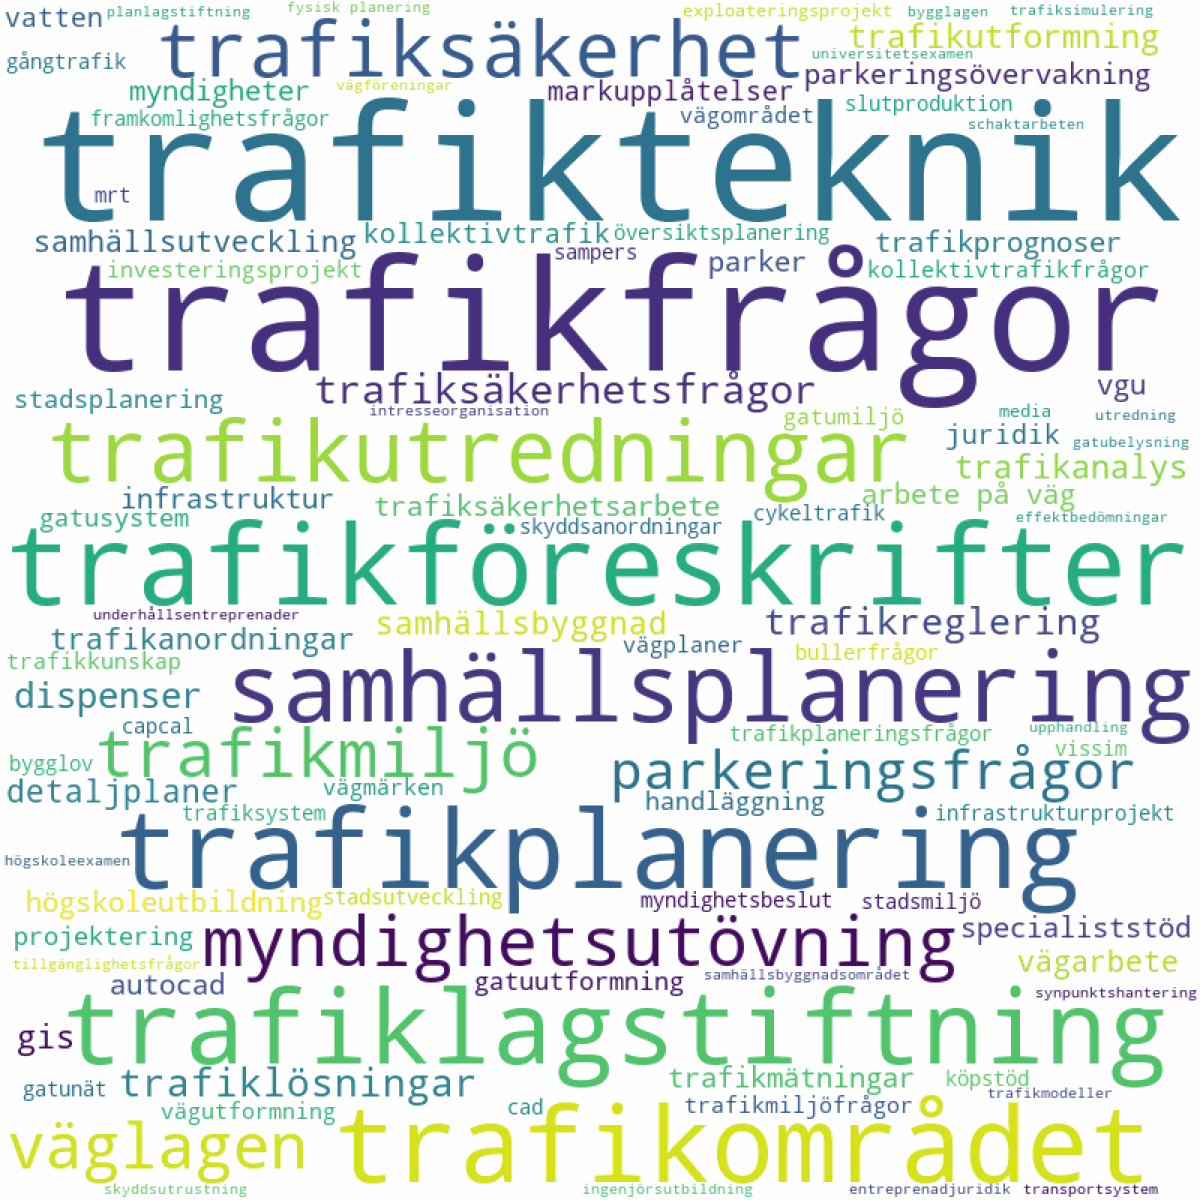 vatten
planlagstiftning
fysisk planering
exploateringsprojekt
bygglagen
trafiksimulering
trafiksäkerhet
trafikutformning
gångtrafik
universitetsexamen
parkeringsövervakning
myndigheter
vägföreningar
markupplåtelser
slutproduktion
framkomlighetsfrågor
vägområdet
schaktarbeten
trafikteknik
mrt
samhällsutveckling
kollektivtrafik
översiktsplanering
trafikprognoser
sampers
investeringsprojekt
parker
kollektivtrafikfrågor
trafikfrågor
trafiksäkerhetsfrågor
vgu
stadsplanering
intresseorganisation
gatumiljö
media
utredning
trafikutredningar
juridik
gatubelysning
trafikanalys
infrastruktur
trafiksäkerhetsarbete
arbete på väg
gatusystem
skyddsanordningar
cykeltrafik
effektbedömningar
trafikföreskrifter
underhållsentreprenader
samhällsbyggnad
trafikreglering
trafikanordningar
vägplaner
bullerfrågor
trafikkunskap
samhällsplanering
dispenser
capcal
trafikmiljö
trafikplaneringsfrågor
upphandling
vissim
bygglov
parkeringsfrågor
detaljplaner
vägmärken
handläggning
trafiksystem
infrastrukturprojekt
trafikplanering
högskoleexamen
högskoleutbildning
stadsutveckling
myndighetsbeslut
stadsmiljö
projektering
myndighetsutövning
specialiststöd
tillgänglighetsfrågor
vägarbete
autocad
gatuutformning
samhällsbyggnadsområdet
synpunktshantering
gis
trafiklagstiftning
gatunät
trafiklösningar
trafikmätningar
köpstöd
trafikmodeller
vägutformning
cad
trafikmiljöfrågor
väglagen
trafikområdet
skyddsutrustning
ingenjörsutbildning
entreprenadjuridik
transportsystem